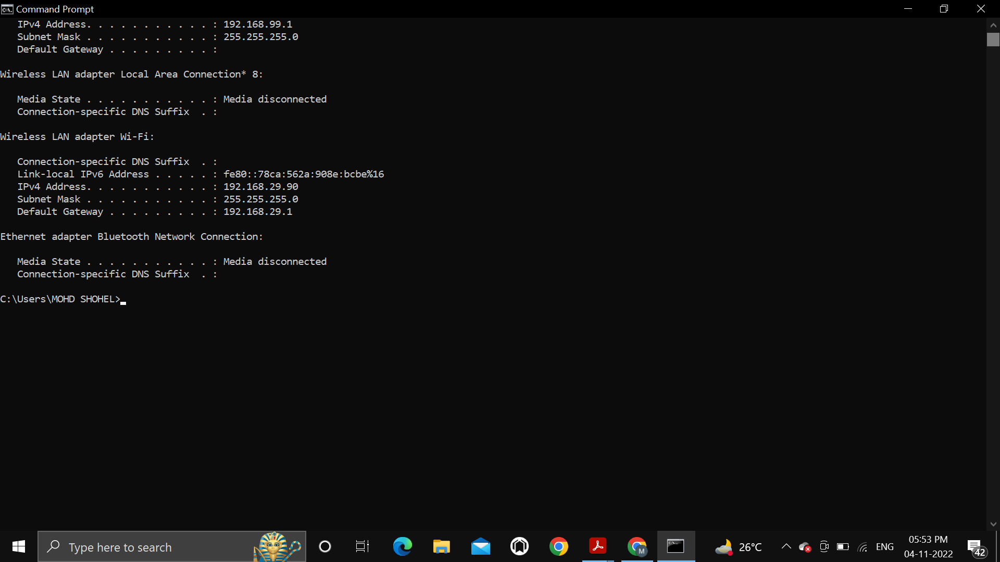 Command Prompt
   IPv4 Address. . . . . . . . . . . : 192.168.99.1
   Subnet Mask . . . . . . . . . . . : 255.255.255.0
   Default Gateway . . . . . . . . . :
Wireless LAN adapter Local Area Connection* 8:
   Media State . . . . . . . . . . . : Media disconnected
   Connection-specific DNS Suffix  . :
Wireless LAN adapter Wi-Fi:
   Connection-specific DNS Suffix  . :
   Link-local IPv6 Address . . . . . : fe80::78ca:562a:908e:bcbe%16
   IPv4 Address. . . . . . . . . . . : 192.168.29.90
   Subnet Mask . . . . . . . . . . . : 255.255.255.0
   Default Gateway . . . . . . . . . : 192.168.29.1
Ethernet adapter Bluetooth Network Connection:
   Media State . . . . . . . . . . . : Media disconnected
   Connection-specific DNS Suffix  . :
C:\Users\MOHD SHOHEL>
Type here to search
M
26°C
ENG
05:53 PM
04-11-2022
42